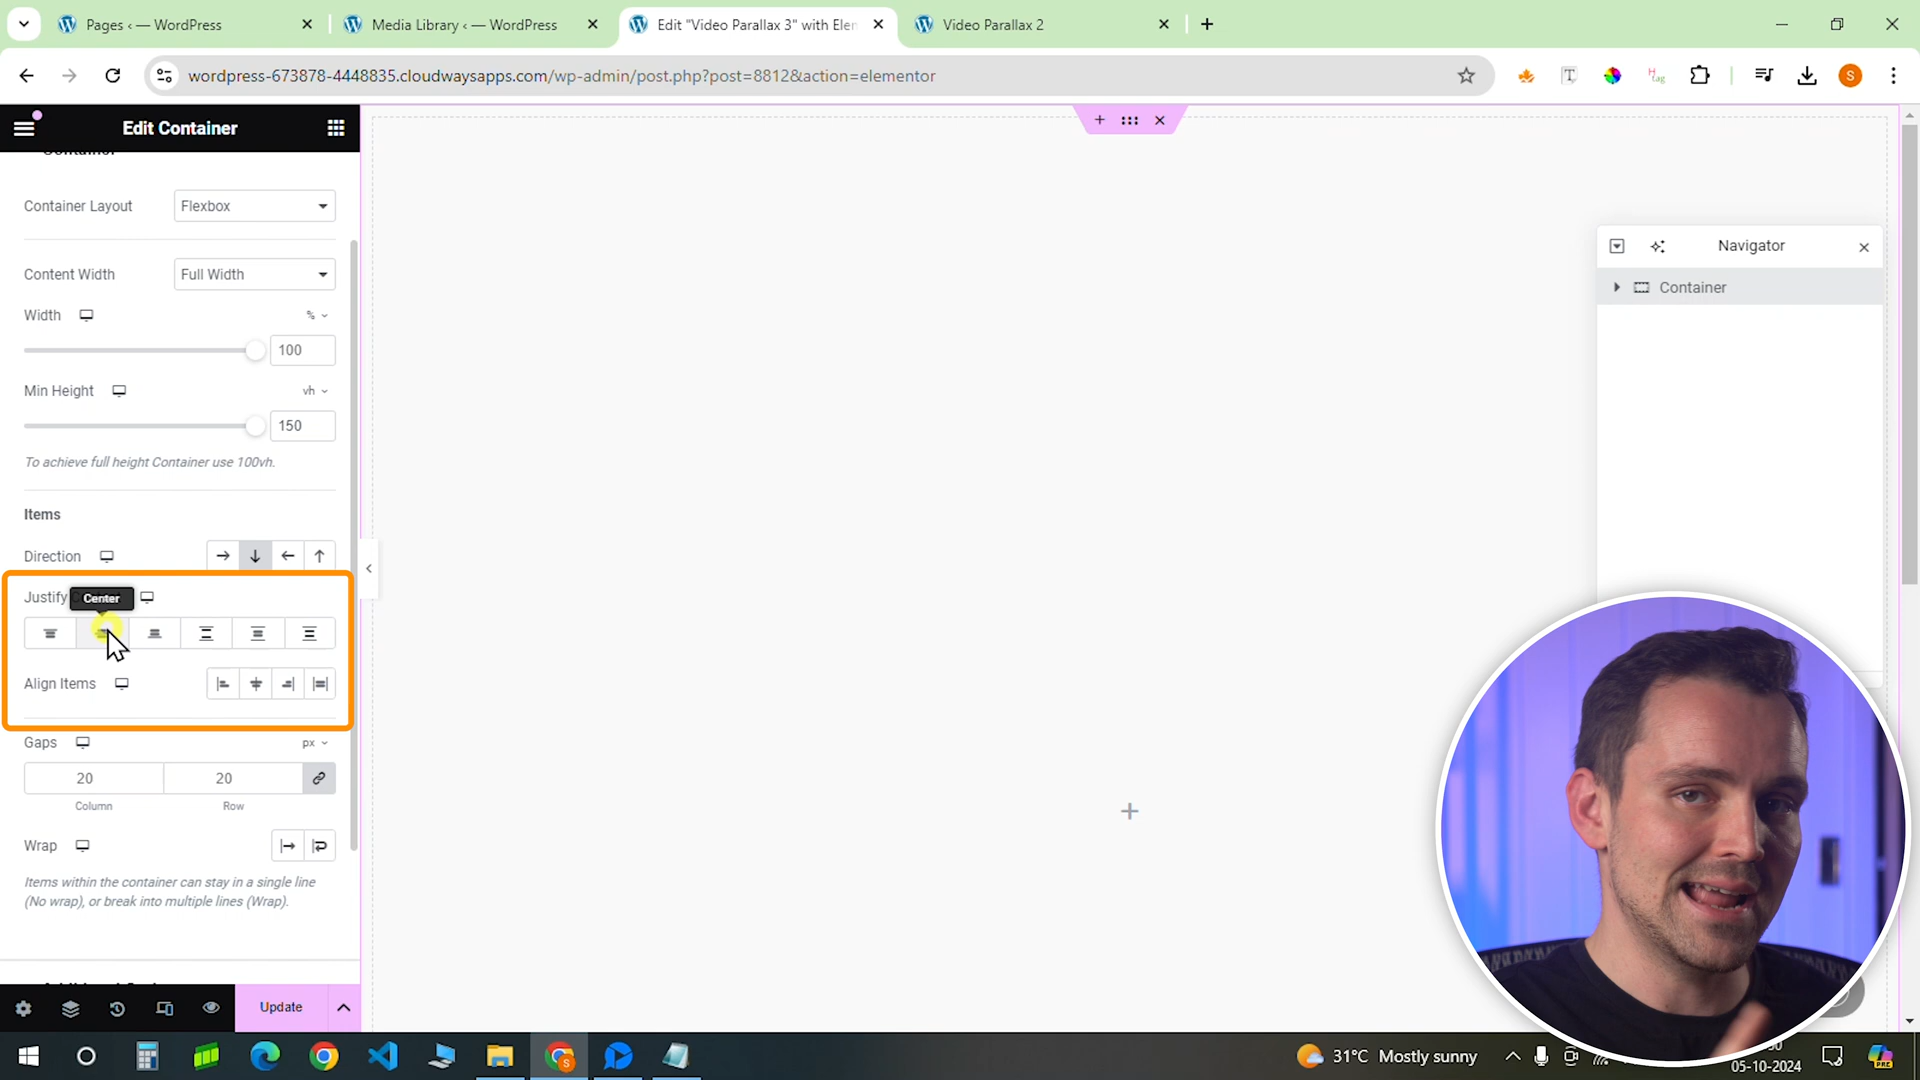 Pages ‹ — WordPress
Media Library ‹ — WordPress
Edit "Video Parallax 3" with Elen
Video Parallax 2
wordpress-673878-4448835.cloudwaysapps.com/wp-admin/post.php?post=8812&action=elementor
Edit Container
Container
Container Layout
Flexbox
Content Width
Full Width
Width
%
100
Min Height
vh
150
To achieve full height Container use 100vh.
Items
Direction
Justify
Center
Align Items
Gaps
px
20
20
Column
Row
Wrap
Items within the container can stay in a single line
(No wrap), or break into multiple lines (Wrap).
Update
Navigator
Container
31°C Mostly sunny
05-10-2024